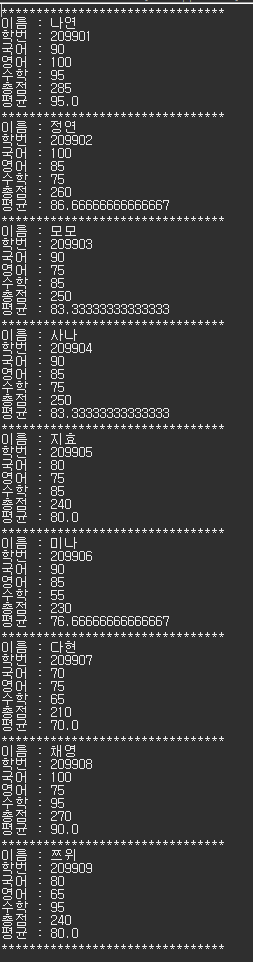 ********************************
이름 : 나연
학번 : 209901
국어 : 90
영어 : 100
수학 : 95
총점 : 285
평균 : 95.0
********************************
이름 : 정연
학번 : 209902
국어 : 100
영어 : 85
수학 : 75
총점 : 260
평균 : 86.66666666666667
********************************
이름 : 모모
학번 : 209903
국어 : 90
영어 : 75
수학 : 85
총점 : 250
평균 : 83.33333333333333
********************************
이름 : 사나
학번 : 209904
국어 : 90
영어 : 85
수학 : 75
총점 : 250
평균 : 83.33333333333333
********************************
이름 : 지효
학번 : 209905
국어 : 80
영어 : 75
수학 : 85
총점 : 240
평균 : 80.0
********************************
이름 : 미나
학번 : 209906
국어 : 90
영어 : 85
수학 : 55
총점 : 230
평균 : 76.66666666666667
********************************
이름 : 다현
학번 : 209907
국어 : 70
영어 : 75
수학 : 65
총점 : 210
평균 : 70.0
********************************
이름 : 채영
학번 : 209908
국어 : 100
영어 : 75
수학 : 95
총점 : 270
평균 : 90.0
********************************
이름 : 쯔위
학번 : 209909
국어 : 80
영어 : 65
수학 : 95
총점 : 240
평균 : 80.0
********************************